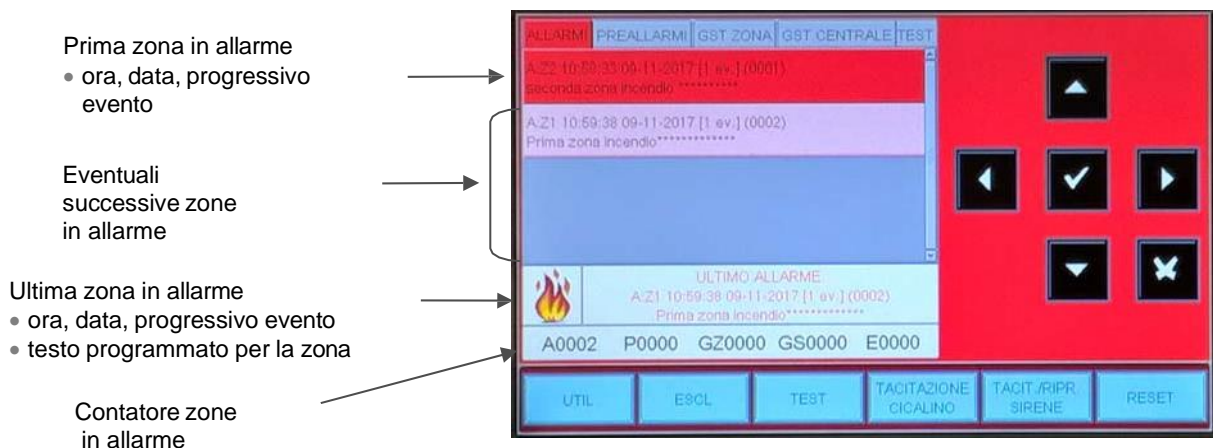 Prima zona in allarme
• ora, data, progressivo
evento
Eventuali
successive zone
in allarme
Ultima zona in allarme
• ora, data, progressivo evento
• testo programmato per la zona
Contatore zone
in allarme
ALLARMI PREALLARMI GST ZONA GST CENTRALE TEST
A:Z2 10:59:33 09-11-2017 [1 ev.] (0001)
seconda zona incendio **********
A:Z1 10:59:38 09-11-2017 [1 ev.] (0002)
Prima zona incendio*************
ULTIMO ALLARME
A:Z1 10:59:38 09-11-2017 [1 ev.] (0002)
Prima zona incendio*************
A0002 P0000 GZ0000 GS0000 E0000
UTIL ESCL TEST TACITAZIONE CICALINO TACIT./RIPR. SIRENE RESET